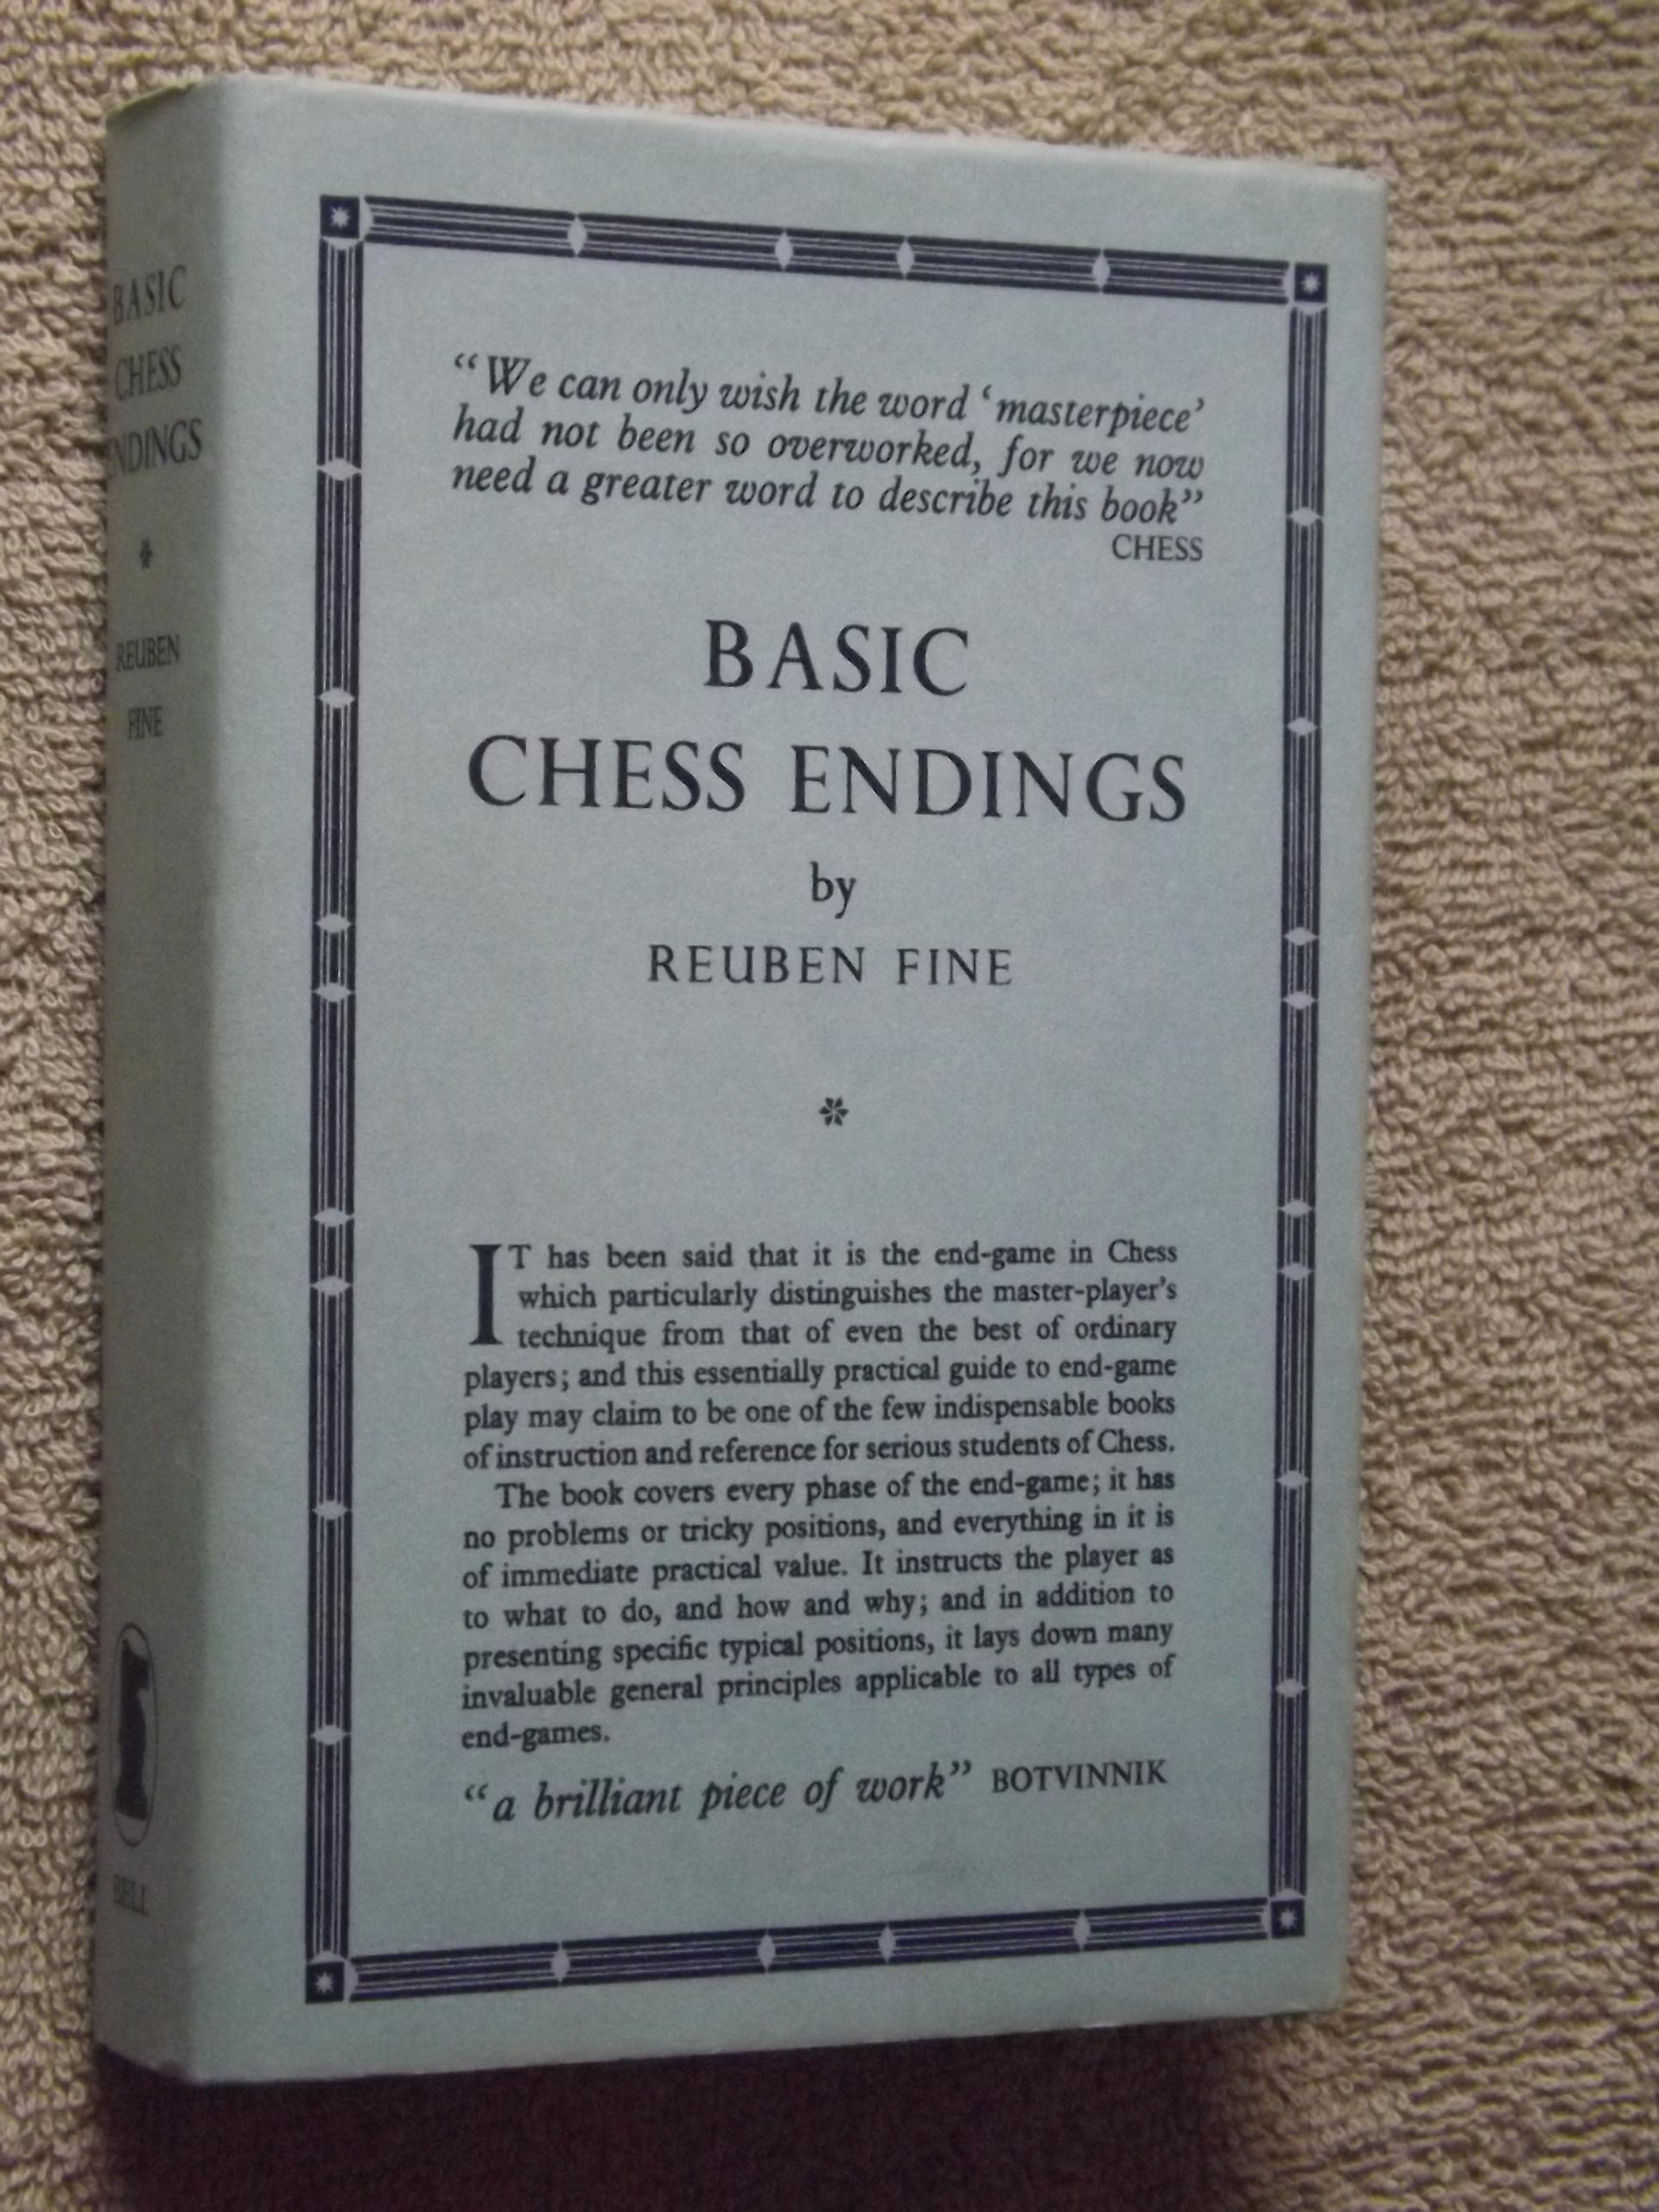 BASIC
CHESS
ENDINGS
*
REUBEN
FINE
BELL
“We can only wish the word ‘masterpiece’
had not been so overworked, for we now
need a greater word to describe this book”
CHESS
BASIC
CHESS ENDINGS
by
REUBEN FINE
*
IT has been said that it is the end-game in Chess
which particularly distinguishes the master-player’s
technique from that of even the best of ordinary
players; and this essentially practical guide to end-game
play may claim to be one of the few indispensable books
of instruction and reference for serious students of Chess.
The book covers every phase of the end-game; it has
no problems or tricky positions, and everything in it is
of immediate practical value. It instructs the player as
to what to do, and how and why; and in addition to
presenting specific typical positions, it lays down many
invaluable general principles applicable to all types of
end-games.
“a brilliant piece of work” BOTVINNIK